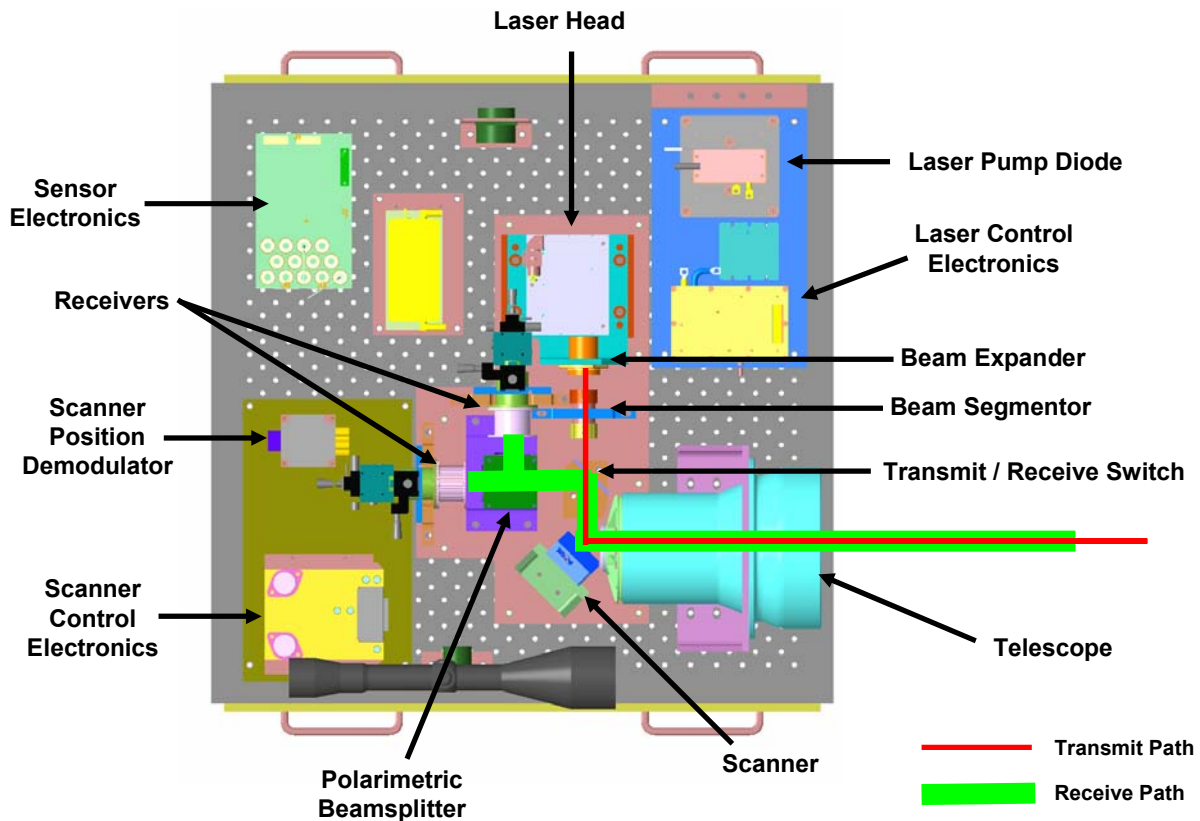 Laser Head
Sensor
Electronics
Receivers
Scanner
Position
Demodulator
Scanner
Control
Electronics
Polarimetric
Beamsplitter
Laser Pump Diode
Laser Control
Electronics
Beam Expander
Beam Segmentor
Transmit / Receive Switch
Telescope
Scanner
Transmit Path
Receive Path